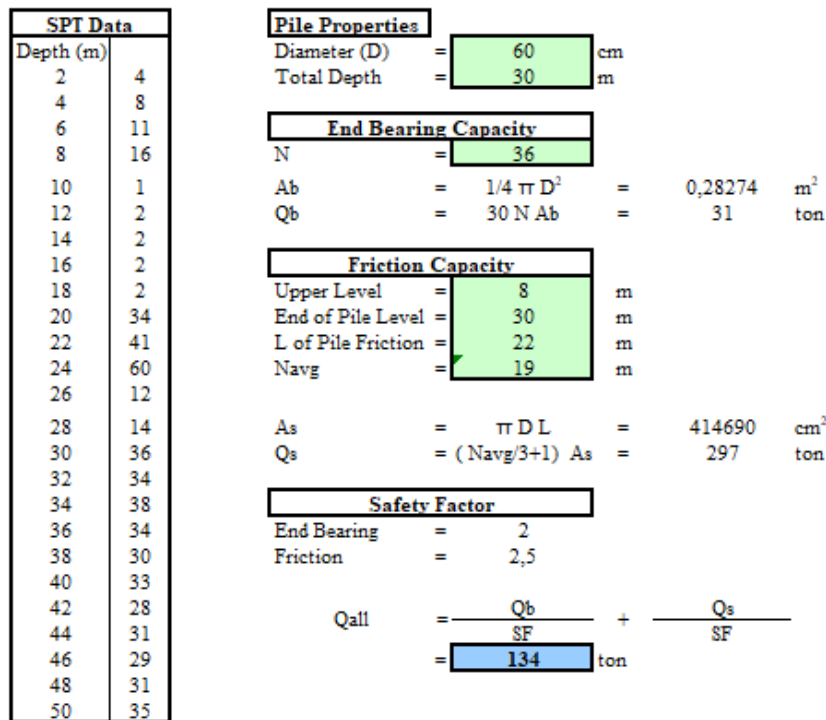 SPT Data
Depth (m)
2 4
4 8
6 11
8 16
10 1
12 2
14 2
16 2
18 2
20 34
22 41
24 60
26 12
28 14
30 36
32 34
34 38
36 34
38 30
40 33
42 28
44 31
46 29
48 31
50 35
Pile Properties
Diameter (D) = 60 cm
Total Depth = 30 m
End Bearing Capacity
N = 36
Ab = 1/4 π D² = 0,28274 m²
Qb = 30 N Ab = 31 ton
Friction Capacity
Upper Level = 8 m
End of Pile Level = 30 m
L of Pile Friction = 22 m
Navg = 19 m
As = π D L = 414690 cm²
Qs = ( Navg/3+1) As = 297 ton
Safety Factor
End Bearing = 2
Friction = 2,5
Qall = Qb + Qs
SF SF
= 134 ton